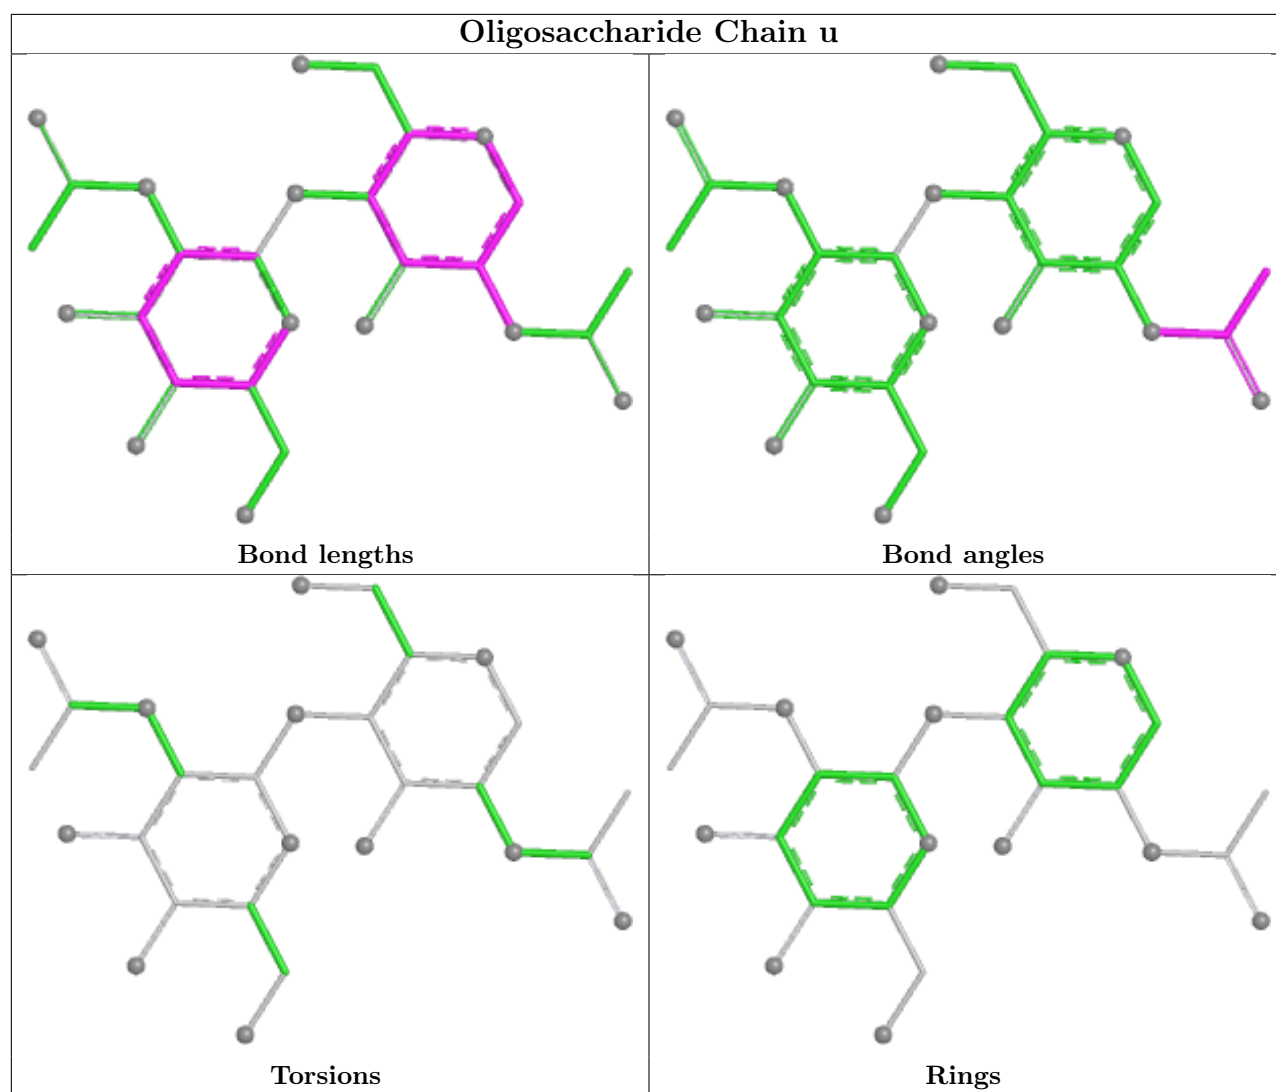 Oligosaccharide Chain u
Bond lengths
Bond angles
Torsions
Rings